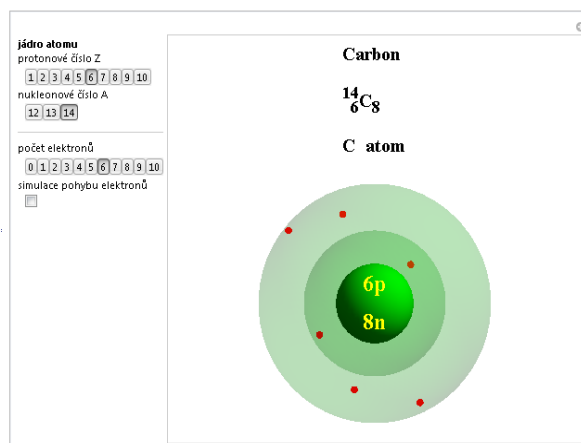 jádro atomu
protonové číslo Z
1 2 3 4 5 6 7 8 9 10
nukleonové číslo A
12 13 14
počet elektronů
0 1 2 3 4 5 6 7 8 9 10
simulace pohybu elektronů
Carbon
¹⁴₆C₈
C atom
6p
8n